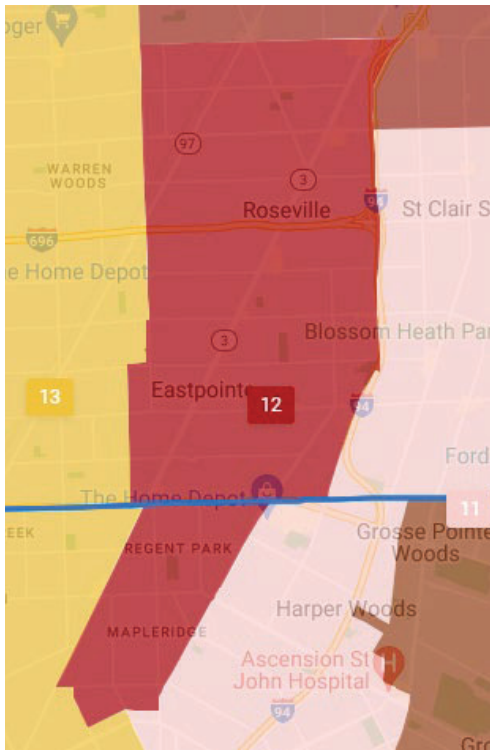 oger
97
WARREN
WOODS
3
Roseville
94
St Clair S
696
e Home Depot
3
Blossom Heath Par
Eastpointe
13
12
94
Ford
The Home Depot
11
EEK
REGENT PARK
Grosse Pointe
Woods
Harper Woods
MAPLERIDGE
Ascension St
John Hospital
H
94
Gro